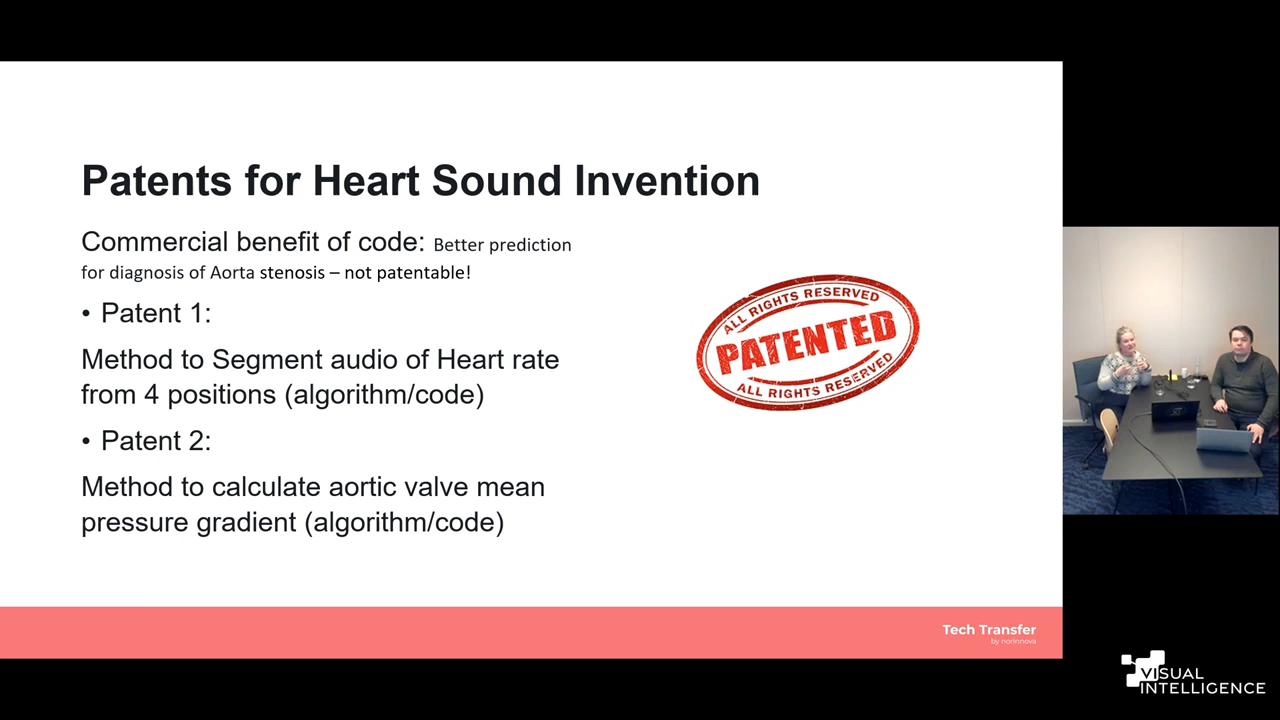 Patents for Heart Sound Invention
Commercial benefit of code: Better prediction
for diagnosis of Aorta stenosis – not patentable!
• Patent 1:
Method to Segment audio of Heart rate
from 4 positions (algorithm/code)
• Patent 2:
Method to calculate aortic valve mean
pressure gradient (algorithm/code)
ALL RIGHTS RESERVED
PATENTED
ALL RIGHTS RESERVED
Tech Transfer
by norinnova
VISUAL
INTELLIGENCE